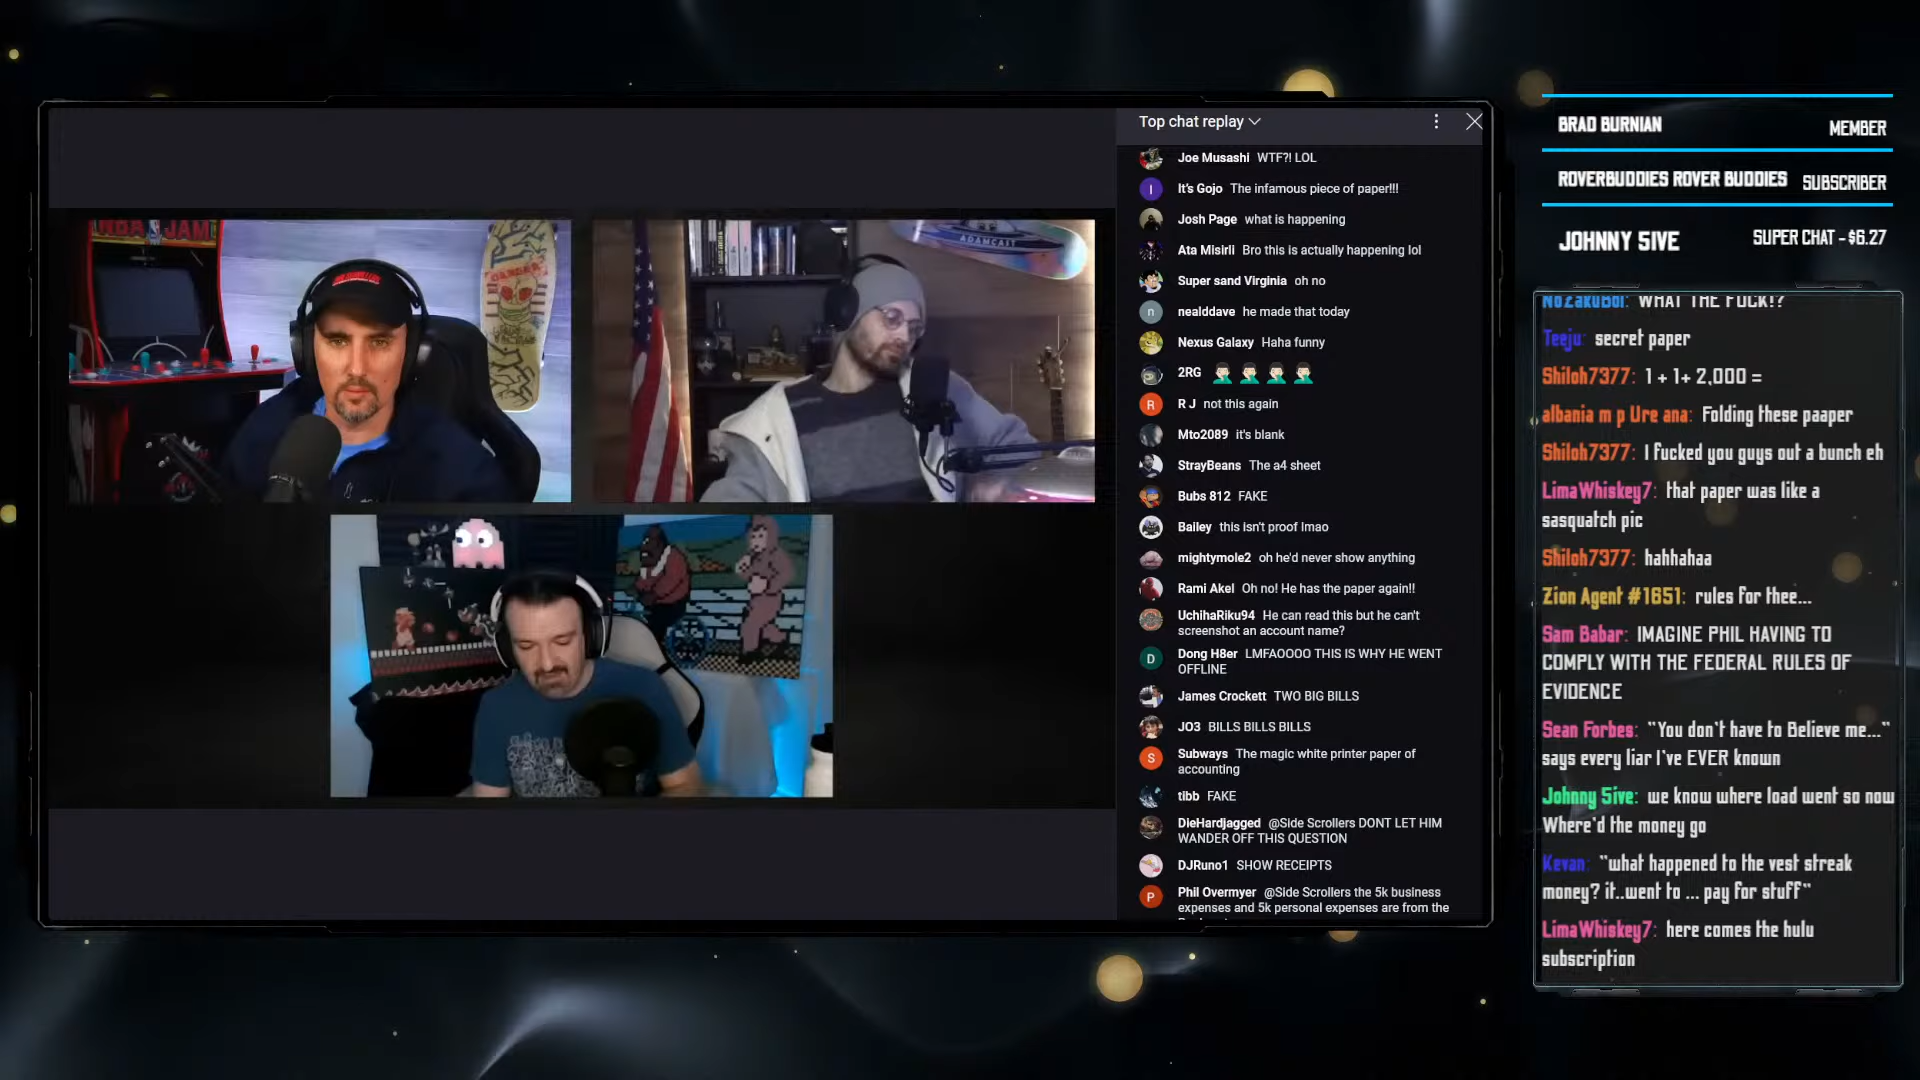 NBA JAM
DANGER
ADAMCAST
Top chat replay
Joe Musashi WTF?! LOL
It's Gojo The infamous piece of paper!!!
Josh Page what is happening
Ata Misirli Bro this is actually happening lol
Super sand Virginia oh no
n
nealddave he made that today
Nexus Galaxy Haha funny
2RG 🤦🏻‍♂️🤦🏻‍♂️🤦🏻‍♂️🤦🏻‍♂️
R
R J not this again
Mto2089 it's blank
StrayBeans The a4 sheet
Bubs 812 FAKE
Bailey this isn't proof lmao
mightymole2 oh he'd never show anything
Rami Akel Oh no! He has the paper again!!
UchihaRiku94 He can read this but he can't
screenshot an account name?
D
Dong H8er LMFAOOOO THIS IS WHY HE WENT
OFFLINE
James Crockett TWO BIG BILLS
JO3 BILLS BILLS BILLS
S
Subways The magic white printer paper of
accounting
tibb FAKE
DieHardjagged @Side Scrollers DONT LET HIM
WANDER OFF THIS QUESTION
DJRuno1 SHOW RECEIPTS
P
Phil Overmyer @Side Scrollers the 5k business
expenses and 5k personal expenses are from the
BRAD BURNIAN MEMBER
ROVERBUDDIES ROVER BUDDIES SUBSCRIBER
JOHNNY 5IVE SUPER CHAT - $6.27
NoZakuBoi: WHAT THE FUCK!?
Teeju: secret paper
Shiloh7377: 1 + 1+ 2,000 =
albania m p Ure ana: Folding these paaper
Shiloh7377: I fucked you guys out a bunch eh
LimaWhiskey7: that paper was like a
sasquatch pic
Shiloh7377: hahhahaa
Zion Agent #1651: rules for thee...
Sam Babar: IMAGINE PHIL HAVING TO
COMPLY WITH THE FEDERAL RULES OF
EVIDENCE
Sean Forbes: "You don't have to Believe me..."
says every liar I've EVER known
Johnny 5ive: we know where load went so now
Where'd the money go
Kevan: "what happened to the vest streak
money? it..went to ... pay for stuff"
LimaWhiskey7: here comes the hulu
subscription